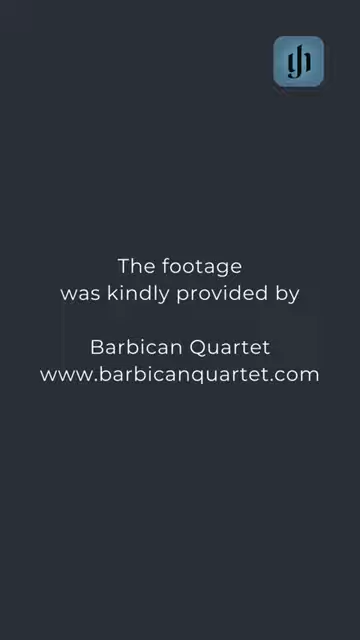 The footage
was kindly provided by
Barbican Quartet
www.barbicanquartet.com